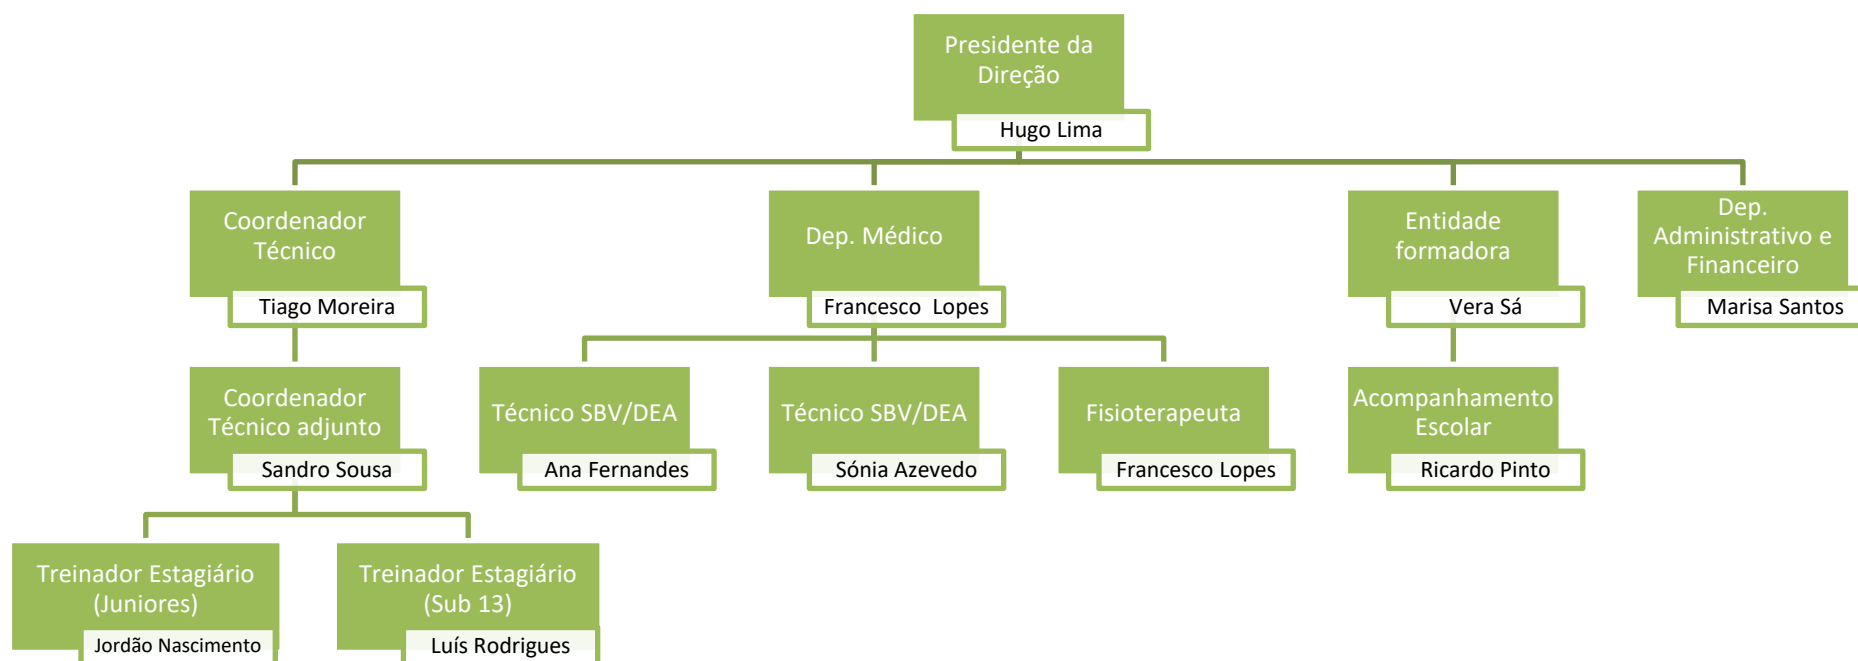 Presidente da
Direção
Hugo Lima
Coordenador
Técnico
Tiago Moreira
Dep. Médico
Francesco  Lopes
Entidade
formadora
Vera Sá
Dep.
Administrativo e
Financeiro
Marisa Santos
Coordenador
Técnico adjunto
Sandro Sousa
Técnico SBV/DEA
Ana Fernandes
Técnico SBV/DEA
Sónia Azevedo
Fisioterapeuta
Francesco Lopes
Acompanhamento
Escolar
Ricardo Pinto
Treinador Estagiário
(Juniores)
Jordão Nascimento
Treinador Estagiário
(Sub 13)
Luís Rodrigues